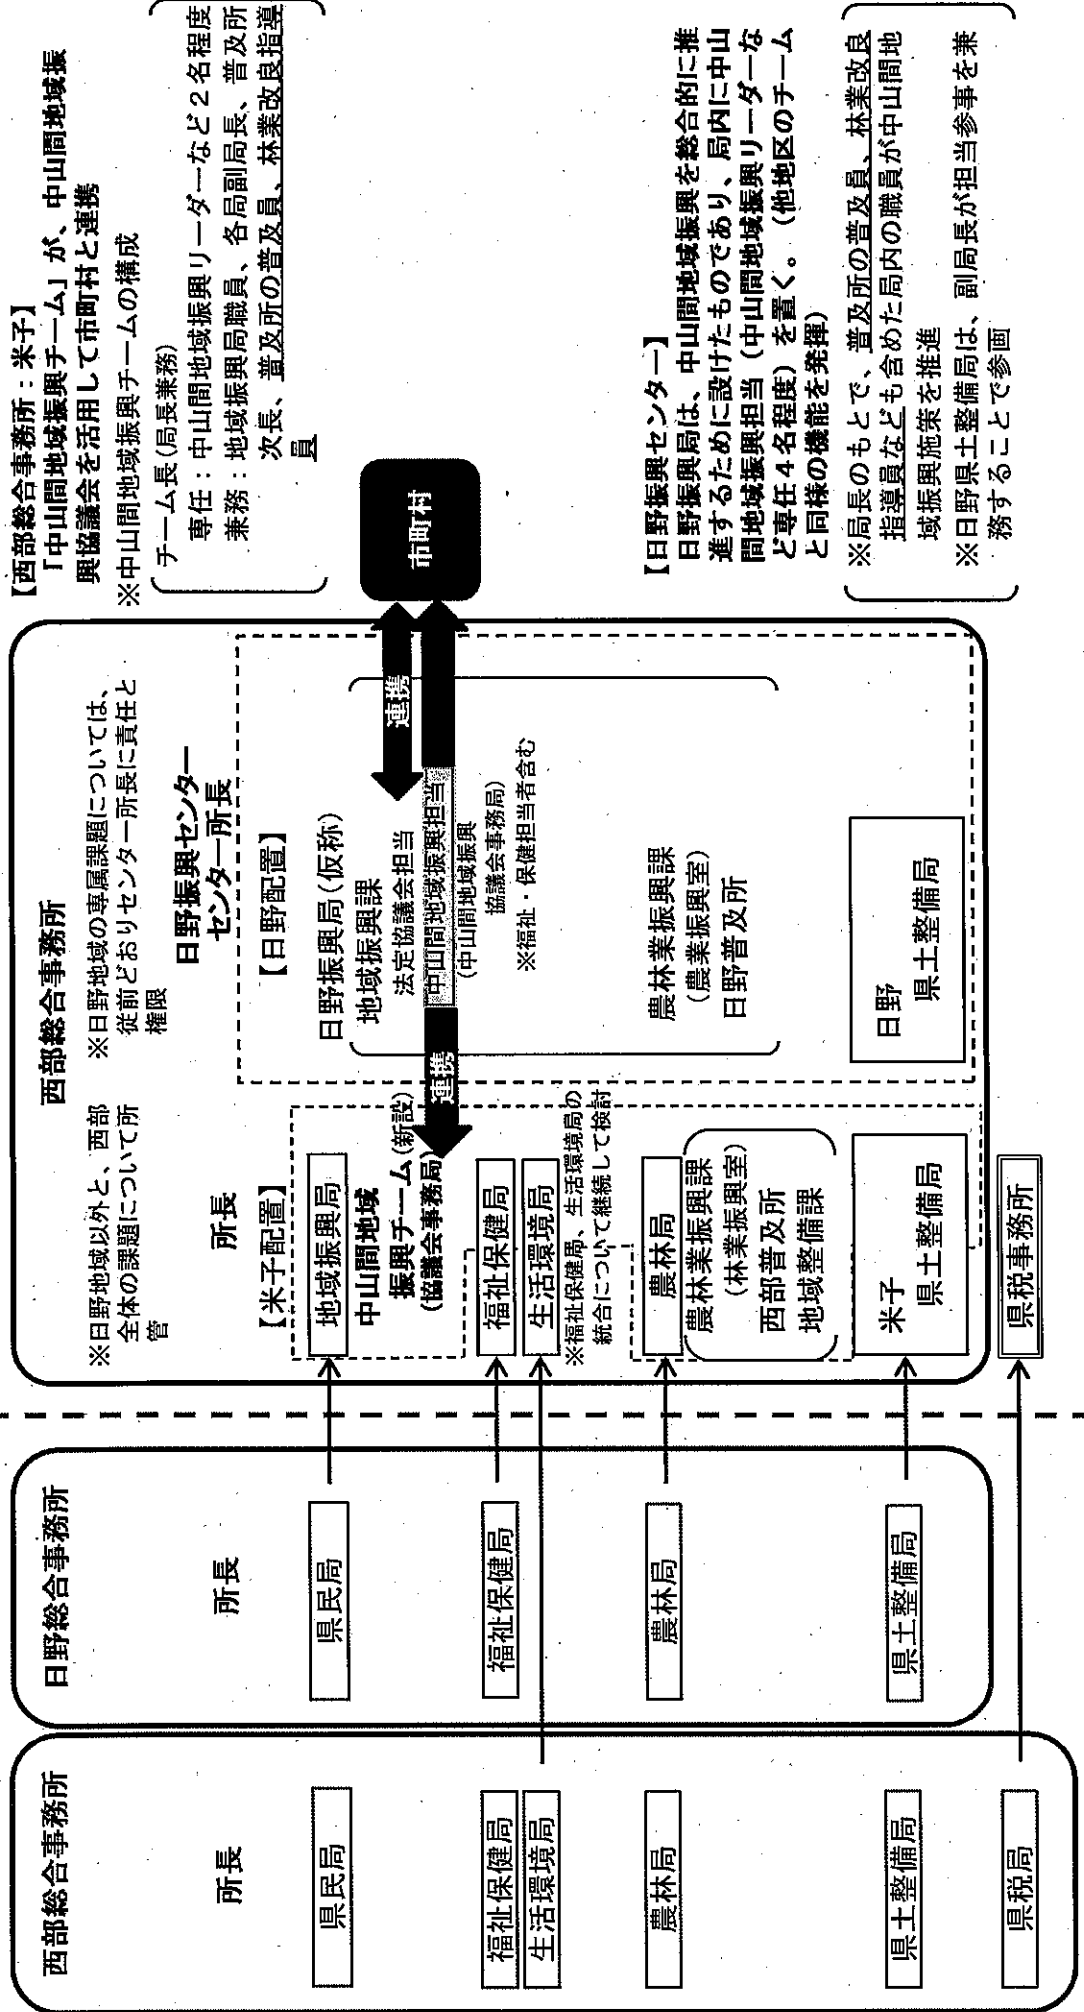 西部総合事務所
所長
県民局
福祉保健局
生活環境局
農林局
県土整備局
県税局
日野総合事務所
所長
県民局
福祉保健局
農林局
県土整備局
西部総合事務所
※日野地域以外と、西部
全体の課題について所
管
所長
【米子配置】
地域振興局
中山間地域
振興チーム(新設)
(協議会事務局)
福祉保健局
生活環境局
※福祉保健局、生活環境局の
統合について継続して検討
農林局
農林業振興課
(林業振興室)
西部普及所
地域整備課
米子
県土整備局
県税事務所
※日野地域の専属課題については、
従前どおりセンター所長に責任と
権限
日野振興センター
センター所長
【日野配置】
日野振興局(仮称)
地域振興課
法定協議会担当
中山間地域振興担当
(中山間地域振興
協議会事務局)
※福祉・保健担当者含む
農林業振興課
(農業振興室)
日野普及所
日野
県土整備局
連携
連携
市町村
【西部総合事務所:米子】
「中山間地域振興チーム」が、中山間地域振
興協議会を活用して市町村と連携
※中山間地域振興チームの構成
チーム長(局長兼務)
専任:中山間地域振興リーダーなど2名程度
兼務:地域振興局職員、各局副局長、普及所
次長、普及所の普及員、林業改良指導
員
【日野振興センター】
日野振興局は、中山間地域振興を総合的に推
進するために設けたものであり、局内に中山
間地域振興担当(中山間地域振興リーダーな
ど専任4名程度)を置く。(他地区のチーム
と同様の機能を発揮)
※局長のもとで、普及所の普及員、林業改良
指導員なども含めた局内の職員が中山間地
域振興施策を推進
※日野県土整備局は、副局長が担当参事を兼
務することで参画